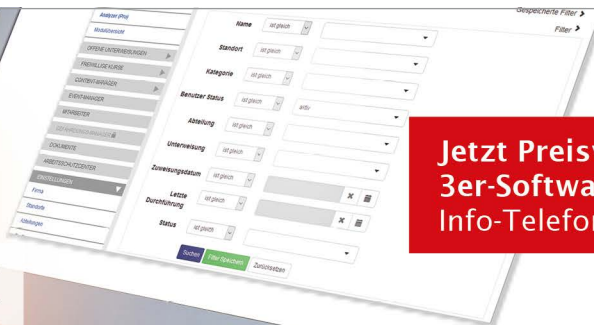 Gespeicherte Filter
Filter
Analyzer (Pro)
Modulübersicht
OFFENE UNTERWEISUNGEN
FREIWILLIGE KURSE
CONTENT-MANAGER
EVENT-MANAGER
MITARBEITER
DOKUMENTE
ARBEITSSCHUTZCENTER
EINSTELLUNGEN
Firma
Standorte
Abteilungen
Name ist gleich
Standort ist gleich
Kategorie ist gleich
Benutzer Status ist gleich aktiv
Abteilung ist gleich
Unterweisung ist gleich
Zuweisungsdatum ist gleich
Letzte
Durchführung ist gleich
Status ist gleich
Suchen Filter Speichern Zurücksetzen
Jetzt Preis
3er-Softwa
Info-Telefo